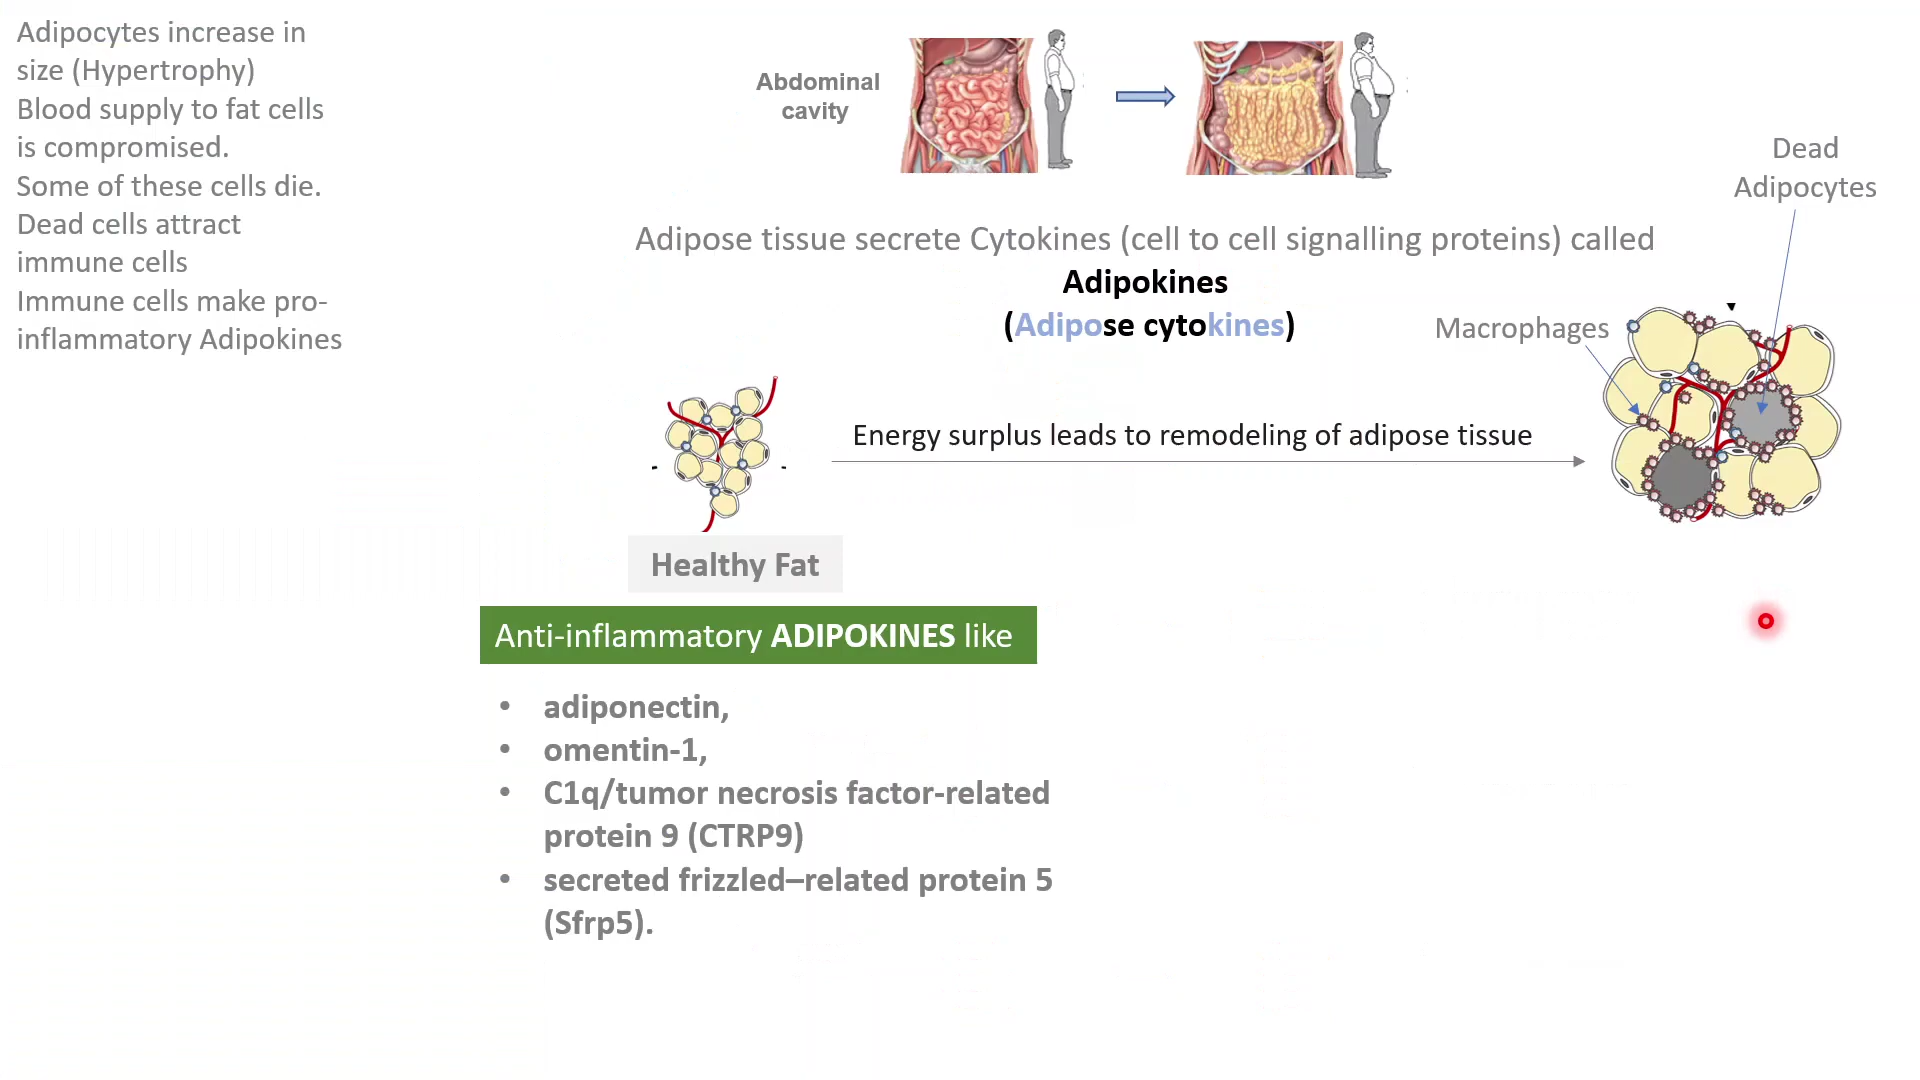 Adipocytes increase in
size (Hypertrophy)
Blood supply to fat cells
is compromised.
Some of these cells die.
Dead cells attract
immune cells
Immune cells make pro-
inflammatory Adipokines
Abdominal
cavity
Dead
Adipocytes
Adipose tissue secrete Cytokines (cell to cell signalling proteins) called
Adipokines
(Adipose cytokines)
Macrophages
Energy surplus leads to remodeling of adipose tissue
Healthy Fat
Anti-inflammatory ADIPOKINES like
• adiponectin,
• omentin-1,
• C1q/tumor necrosis factor-related
protein 9 (CTRP9)
• secreted frizzled–related protein 5
(Sfrp5).